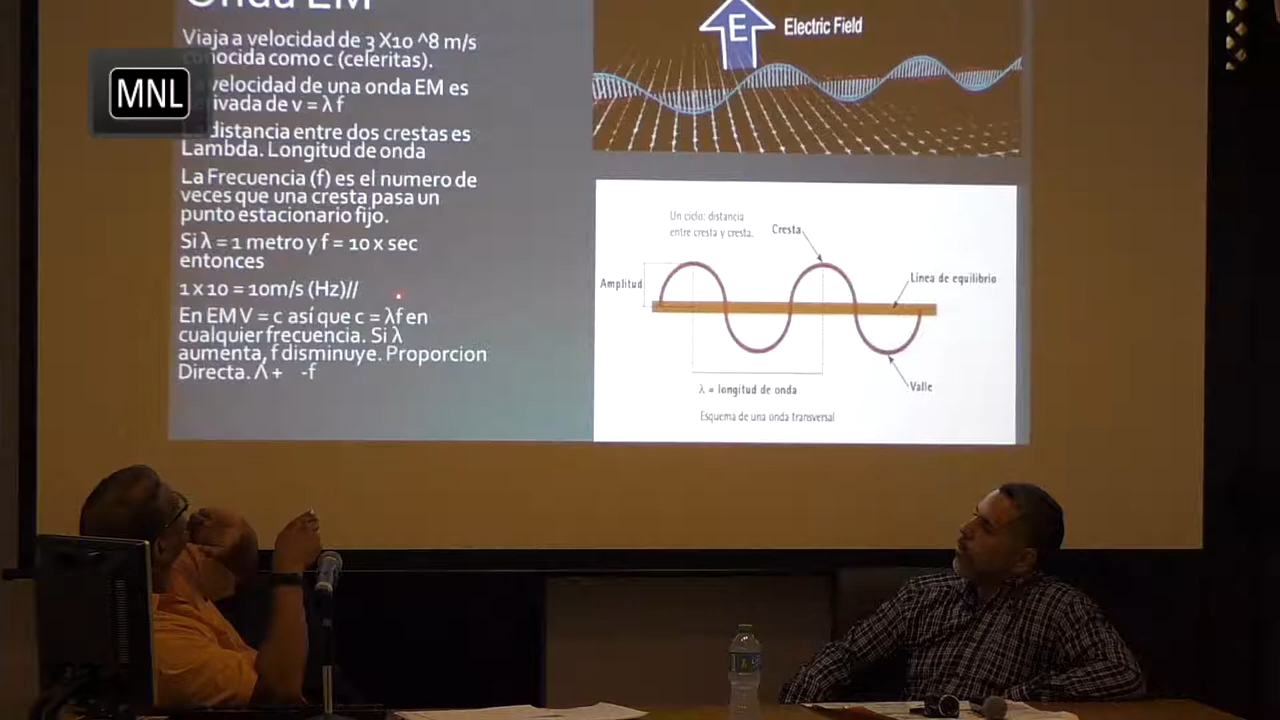 Onda EM
Viaja a velocidad de 3 X10 ^8 m/s
conocida como c (celeritas).
velocidad de una onda EM es
derivada de v = λ f
distancia entre dos crestas es
Lambda. Longitud de onda
La Frecuencia (f) es el numero de
veces que una cresta pasa un
punto estacionario fijo.
Si λ = 1 metro y f = 10 x sec
entonces
1 x 10 = 10m/s (Hz)//
En EM V = c así que c = λf en
cualquier frecuencia. Si λ
aumenta, f disminuye. Proporcion
Directa. Λ + -f
MNL
E
Electric Field
Un ciclo: distancia
entre cresta y cresta.
Cresta
Amplitud
Línea de equilibrio
λ = longitud de onda
Valle
Esquema de una onda transversal